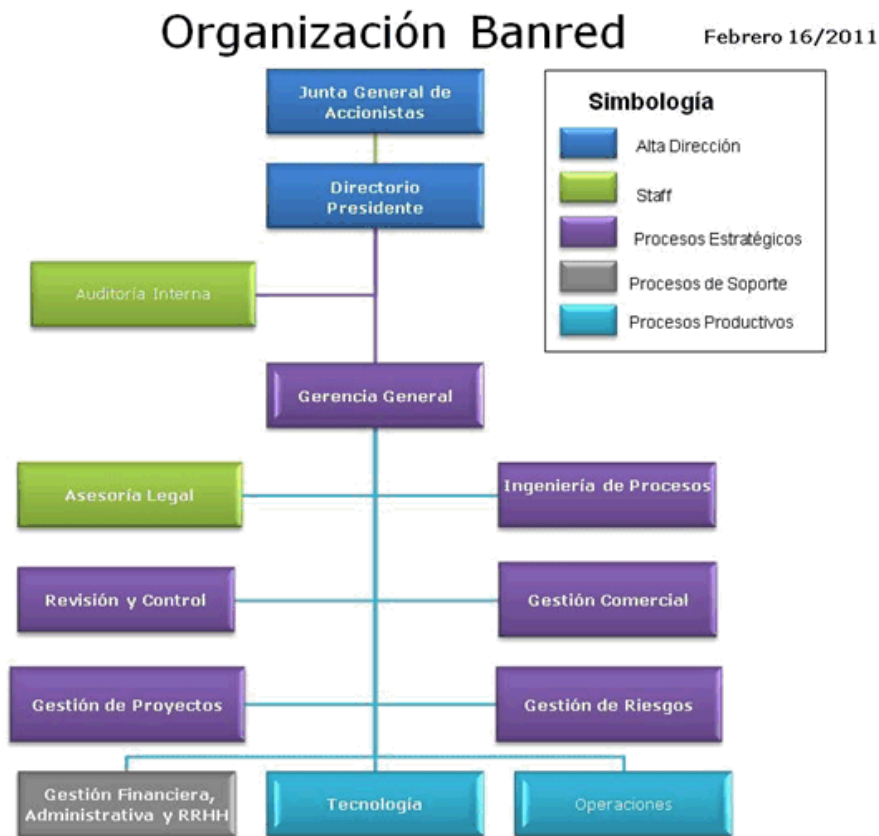 Organización Banred
Febrero 16/2011
Junta General de
Accionistas
Simbología
Alta Dirección
Staff
Procesos Estratégicos
Procesos de Soporte
Procesos Productivos
Directorio
Presidente
Auditoría Interna
Gerencia General
Asesoría Legal
Ingeniería de Procesos
Revisión y Control
Gestión Comercial
Gestión de Proyectos
Gestión de Riesgos
Gestión Financiera,
Administrativa y RRHH
Tecnología
Operaciones